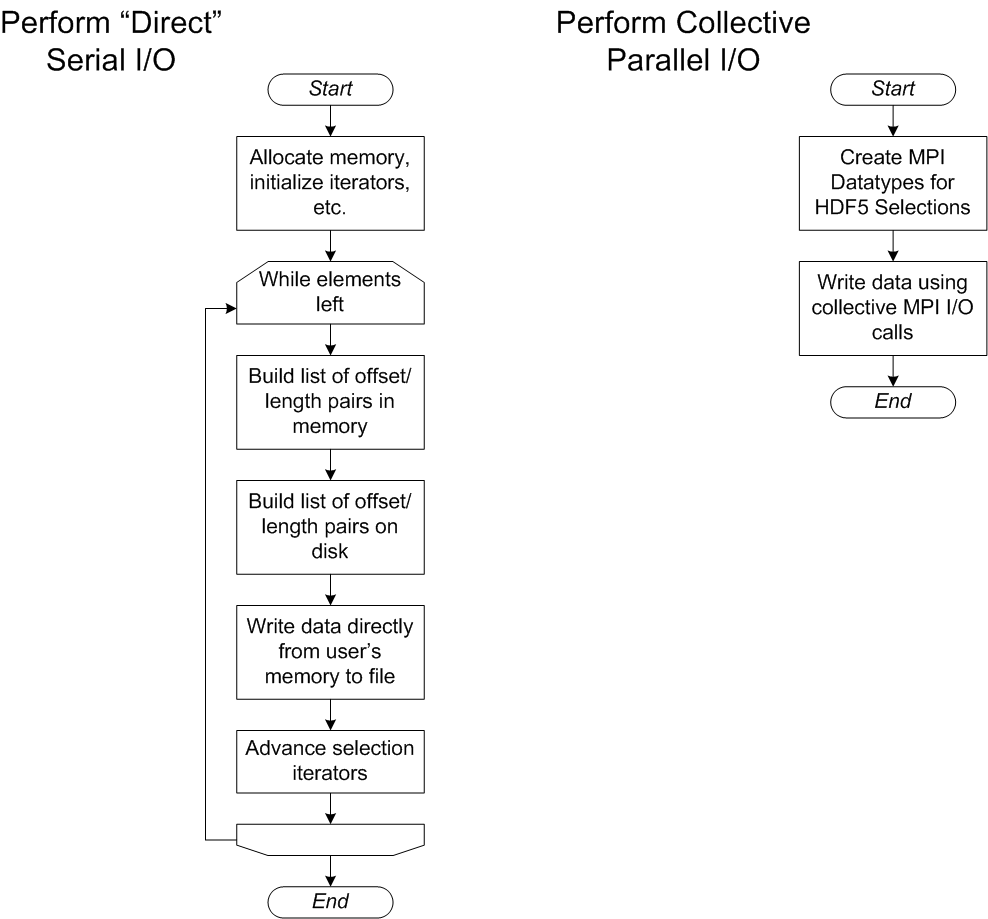 Perform “Direct”
Serial I/O
Start
Allocate memory,
initialize iterators,
etc.
While elements
left
Build list of offset/
length pairs in
memory
Build list of offset/
length pairs on
disk
Write data directly
from user’s
memory to file
Advance selection
iterators
End
Perform Collective
Parallel I/O
Start
Create MPI
Datatypes for
HDF5 Selections
Write data using
collective MPI I/O
calls
End